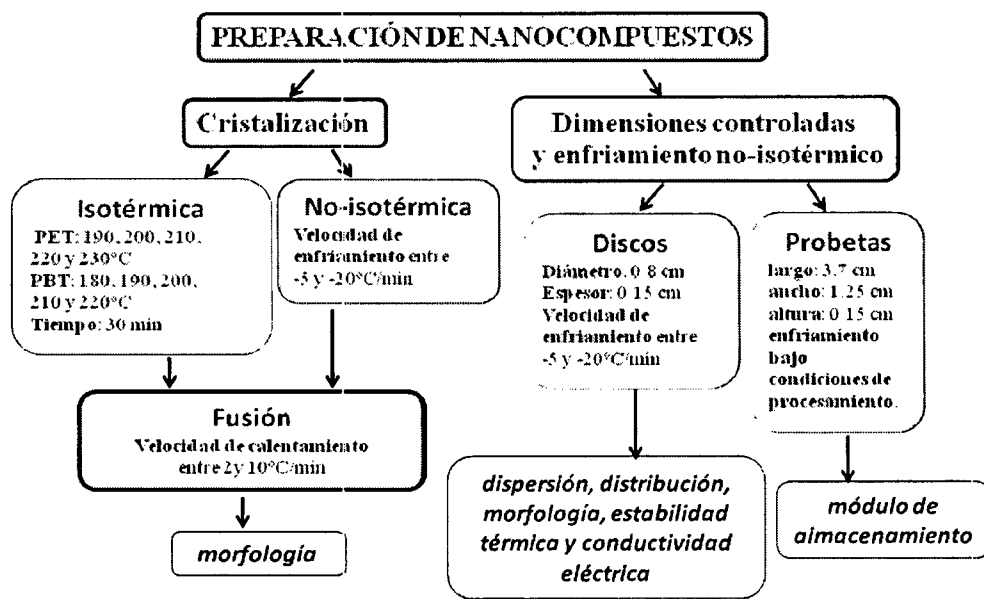 PREPARACIÓN DE NANOCOMPUESTOS
Cristalización
Dimensiones controladas
y enfriamiento no-isotérmico
Isotérmica
PET: 190, 200, 210,
220 y 230°C
PBT: 180, 190, 200,
210 y 220°C
Tiempo: 30 min
No-isotérmica
Velocidad de
enfriamiento entre
-5 y -20°C/min
Discos
Diámetro: 0.8 cm
Espesor: 0.15 cm
Velocidad de
enfriamiento entre
-5 y -20°C/min
Probetas
largo: 3.7 cm
ancho: 1.25 cm
altura: 0.15 cm
enfriamiento
bajo
condiciones de
procesamiento.
Fusión
Velocidad de calentamiento
entre 2 y 10°C/min
morfología
dispersión, distribución,
morfología, estabilidad
térmica y conductividad
eléctrica
módulo de
almacenamiento